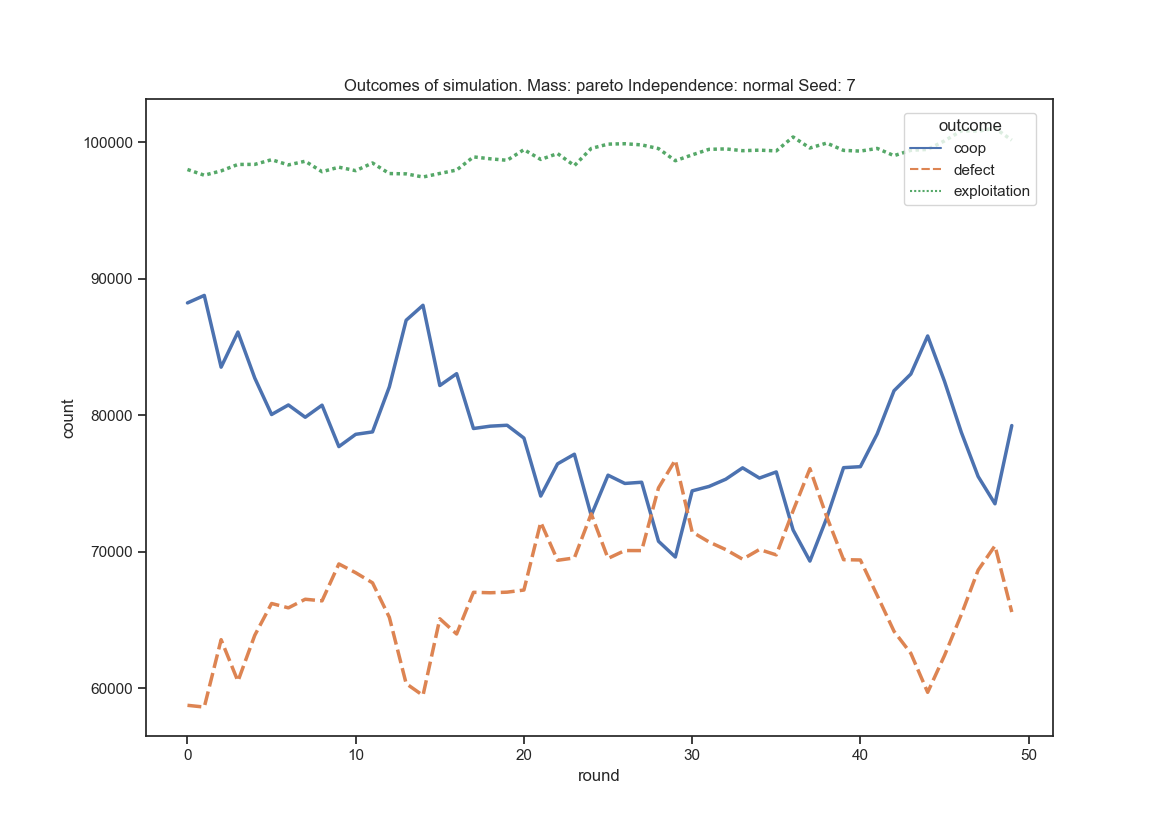 Outcomes of simulation. Mass: pareto Independence: normal Seed: 7
outcome
coop
defect
exploitation
100000
90000
80000
70000
60000
count
0 10 20 30 40 50
round